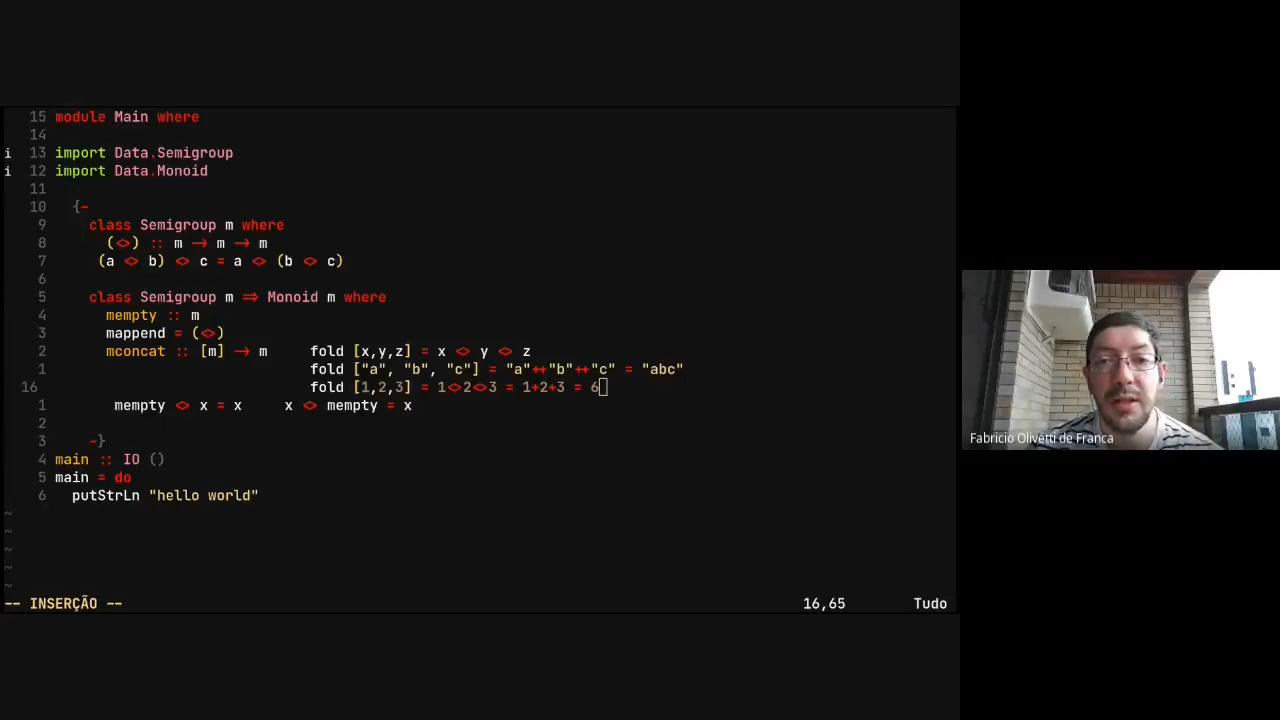 15 module Main where
14
i 13 import Data.Semigroup
i 12 import Data.Monoid
11
10 {-
9 class Semigroup m where
8 (<>) :: m -> m -> m
7 (a <> b) <> c = a <> (b <> c)
6
5 class Semigroup m => Monoid m where
4 mempty :: m
3 mappend = (<>)
2 mconcat :: [m] -> m fold [x,y,z] = x <> y <> z
1 fold ["a", "b", "c"] = "a"++"b"++"c" = "abc"
16 fold [1,2,3] = 1<>2<>3 = 1+2+3 = 6
1 mempty <> x = x x <> mempty = x
2
3 -}
4 main :: IO ()
5 main = do
6 putStrLn "hello world"
~
~
~
~
~
-- INSERÇÃO -- 16,65 Tudo
Fabricio Olivetti de Franca